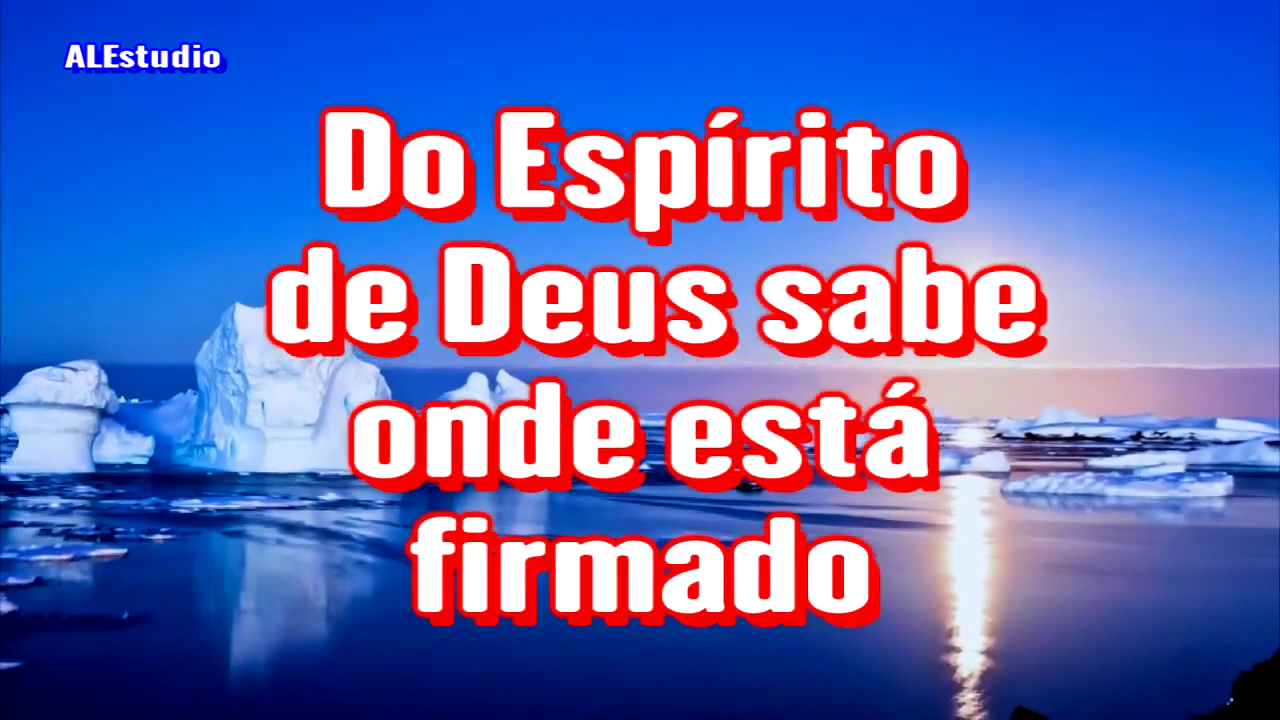 ALEstudio
Do Espírito
de Deus sabe
onde está
firmado